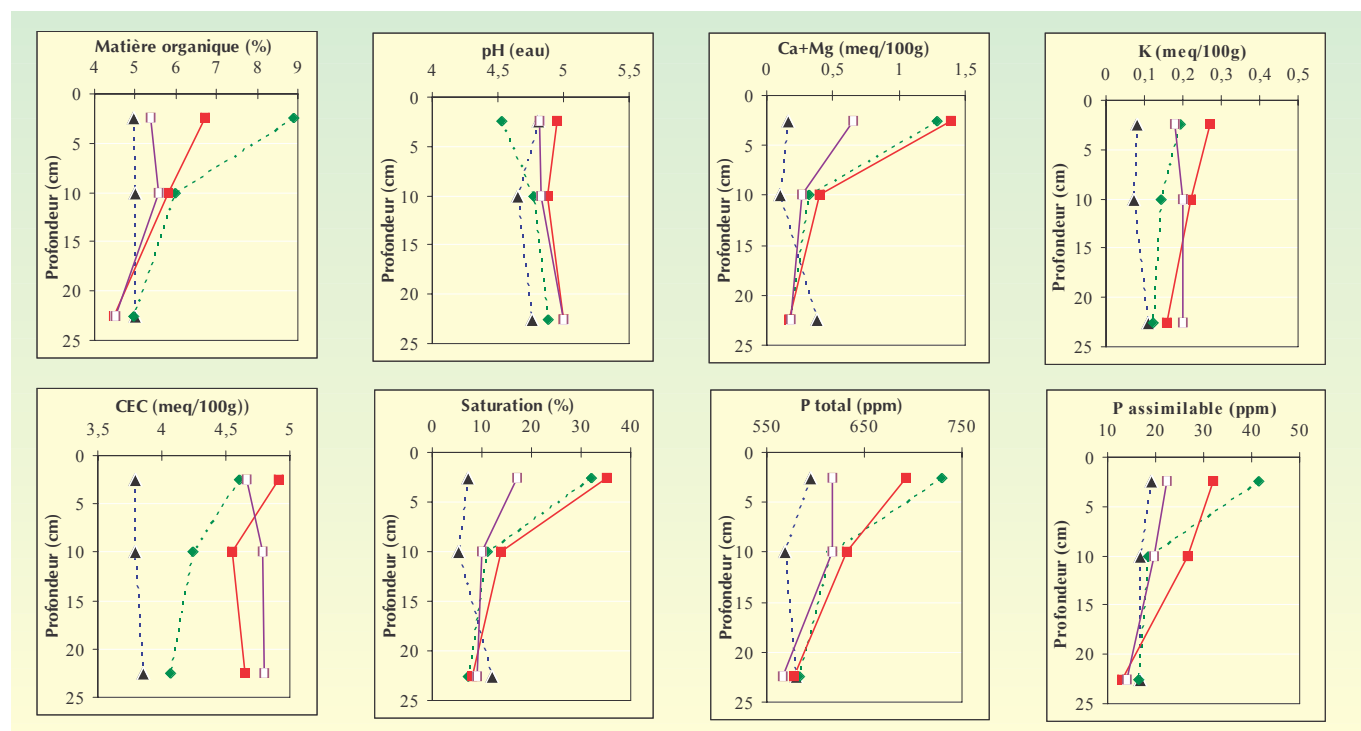 Matière organique (%)
4 5 6 7 8 9
0
5
10
15
20
25
Profondeur (cm)
pH (eau)
4 4,5 5 5,5
0
5
10
15
20
25
Profondeur (cm)
Ca+Mg (meq/100g)
0 0,5 1 1,5
0
5
10
15
20
25
Profondeur (cm)
K (meq/100g)
0 0,1 0,2 0,3 0,4 0,5
0
5
10
15
20
25
Profondeur (cm)
CEC (meq/100g))
3,5 4 4,5 5
0
5
10
15
20
25
Profondeur (cm)
Saturation (%)
0 10 20 30 40
0
5
10
15
20
25
Profondeur (cm)
P total (ppm)
550 650 750
0
5
10
15
20
25
Profondeur (cm)
P assimilable (ppm)
10 20 30 40 50
0
5
10
15
20
25
Profondeur (cm)